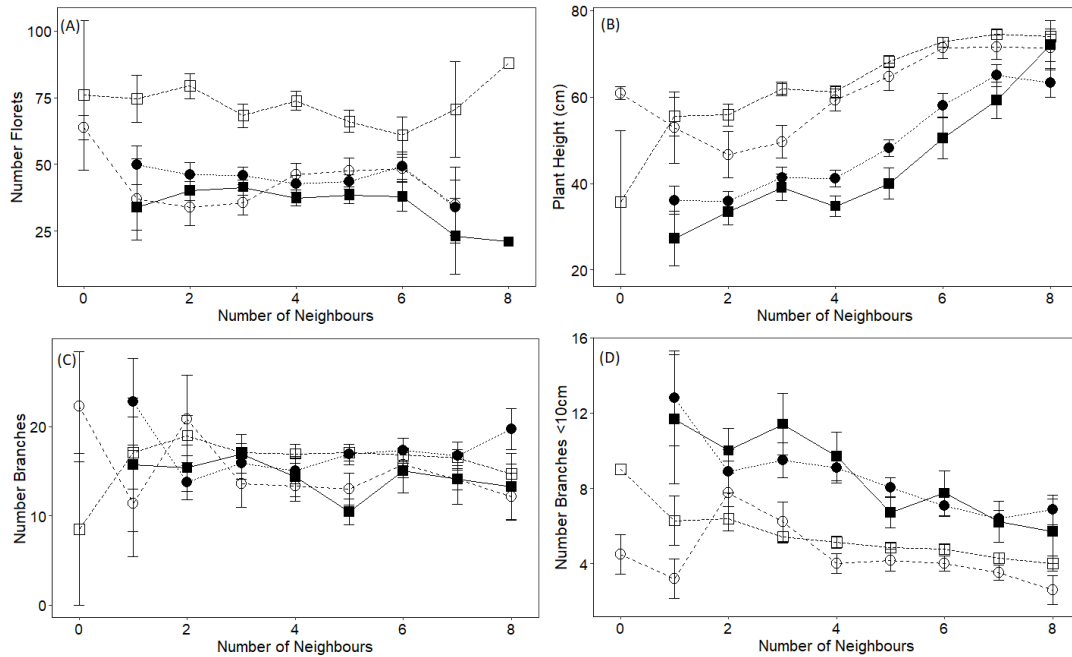 (A)
100
75
50
25
Number Florets
0 2 4 6 8
Number of Neighbours
(B)
80
60
40
20
Plant Height (cm)
0 2 4 6 8
Number of Neighbours
(C)
20
10
0
Number Branches
0 2 4 6 8
Number of Neighbours
(D)
16
12
8
4
Number Branches <10cm
0 2 4 6 8
Number of Neighbours